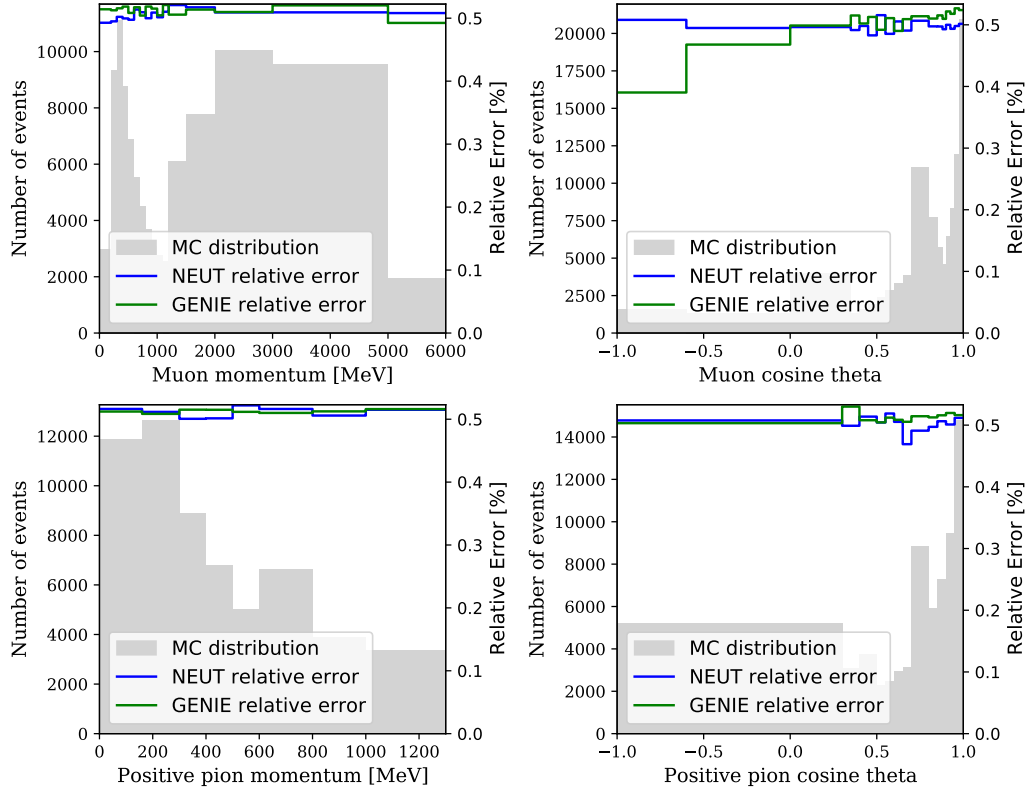 10000
8000
6000
4000
2000
0
Number of events
0.5
0.4
0.3
0.2
0.1
0.0
Relative Error [%]
MC distribution
NEUT relative error
GENIE relative error
0 1000 2000 3000 4000 5000 6000
Muon momentum [MeV]
20000
17500
15000
12500
10000
7500
5000
2500
0
Number of events
0.5
0.4
0.3
0.2
0.1
0.0
Relative Error [%]
MC distribution
NEUT relative error
GENIE relative error
−1.0 −0.5 0.0 0.5 1.0
Muon cosine theta
12000
10000
8000
6000
4000
2000
0
Number of events
0.5
0.4
0.3
0.2
0.1
0.0
Relative Error [%]
MC distribution
NEUT relative error
GENIE relative error
0 200 400 600 800 1000 1200
Positive pion momentum [MeV]
14000
12000
10000
8000
6000
4000
2000
0
Number of events
0.5
0.4
0.3
0.2
0.1
0.0
Relative Error [%]
MC distribution
NEUT relative error
GENIE relative error
−1.0 −0.5 0.0 0.5 1.0
Positive pion cosine theta